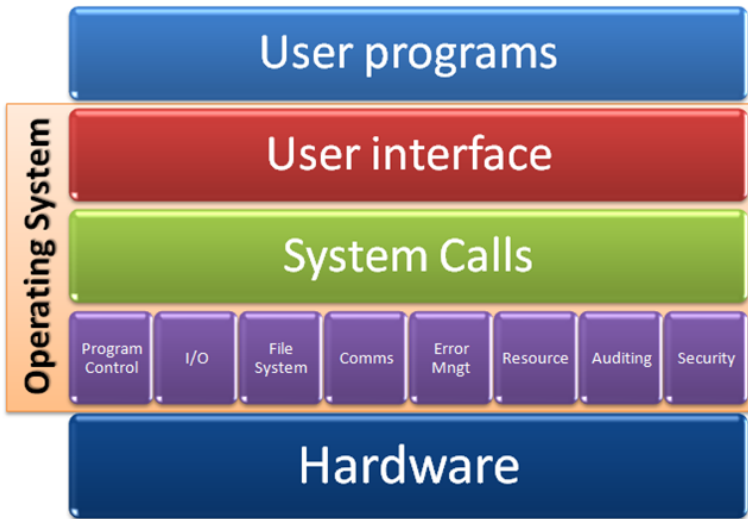 User programs
Operating System
User interface
System Calls
Program
Control
I/O
File
System
Comms
Error
Mngt
Resource
Auditing
Security
Hardware